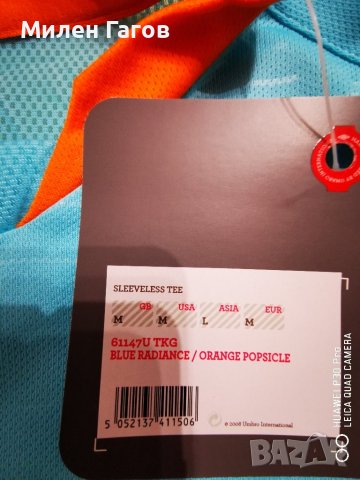 Милен Гагов
SLEEVELESS TEE
GB USA ASIA EUR
M M L M
61147U TKG
BLUE RADIANCE / ORANGE POPSICLE
5 052137 411506
© 2008 Umbro International
HUAWEI P30 Pro
LEICA QUAD CAMERA
BAZAR